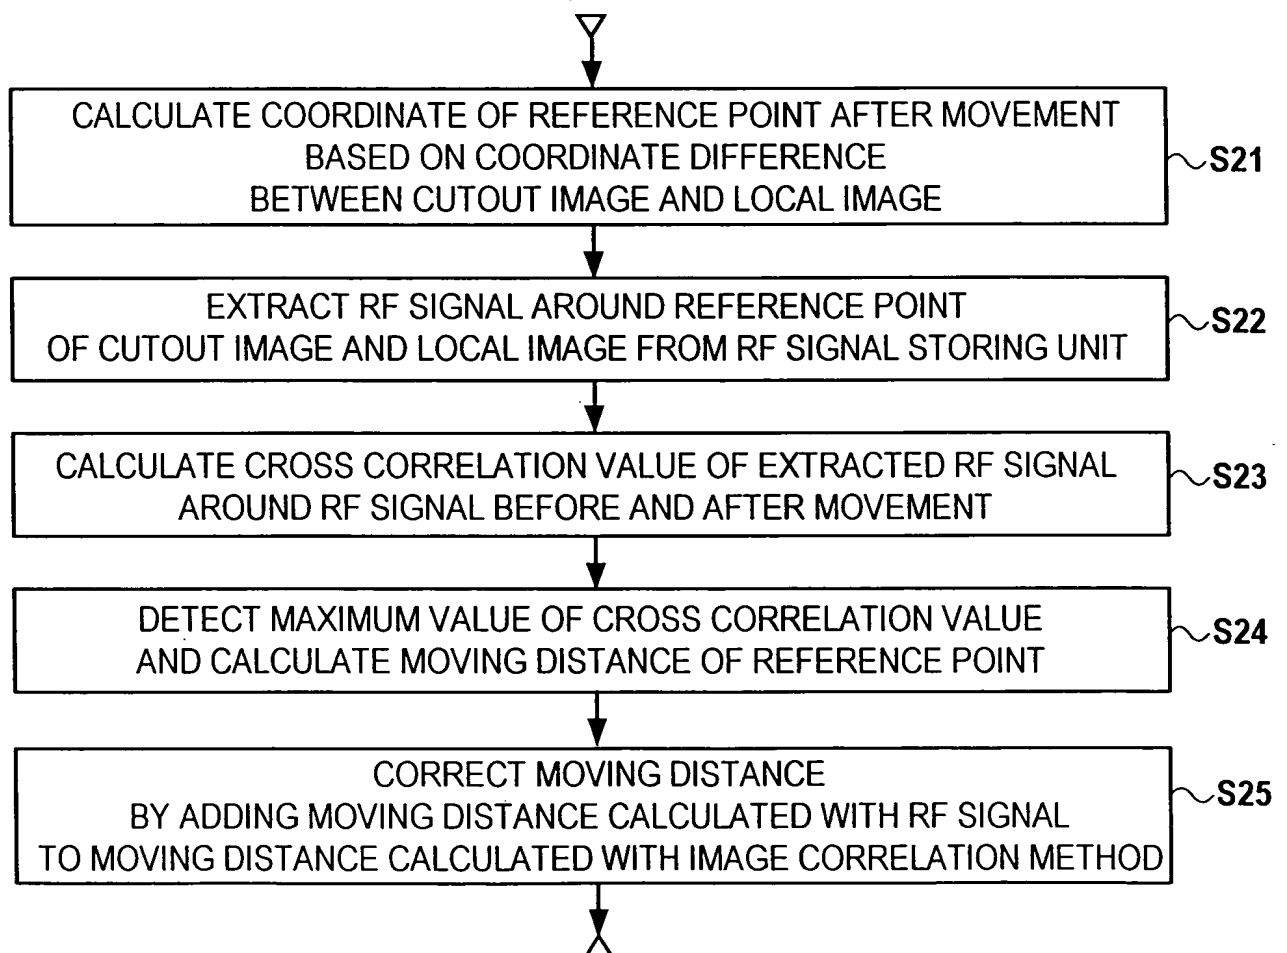 CALCULATE COORDINATE OF REFERENCE POINT AFTER MOVEMENT
BASED ON COORDINATE DIFFERENCE
BETWEEN CUTOUT IMAGE AND LOCAL IMAGE
S21
EXTRACT RF SIGNAL AROUND REFERENCE POINT
OF CUTOUT IMAGE AND LOCAL IMAGE FROM RF SIGNAL STORING UNIT
S22
CALCULATE CROSS CORRELATION VALUE OF EXTRACTED RF SIGNAL
AROUND RF SIGNAL BEFORE AND AFTER MOVEMENT
S23
DETECT MAXIMUM VALUE OF CROSS CORRELATION VALUE
AND CALCULATE MOVING DISTANCE OF REFERENCE POINT
S24
CORRECT MOVING DISTANCE
BY ADDING MOVING DISTANCE CALCULATED WITH RF SIGNAL
TO MOVING DISTANCE CALCULATED WITH IMAGE CORRELATION METHOD
S25